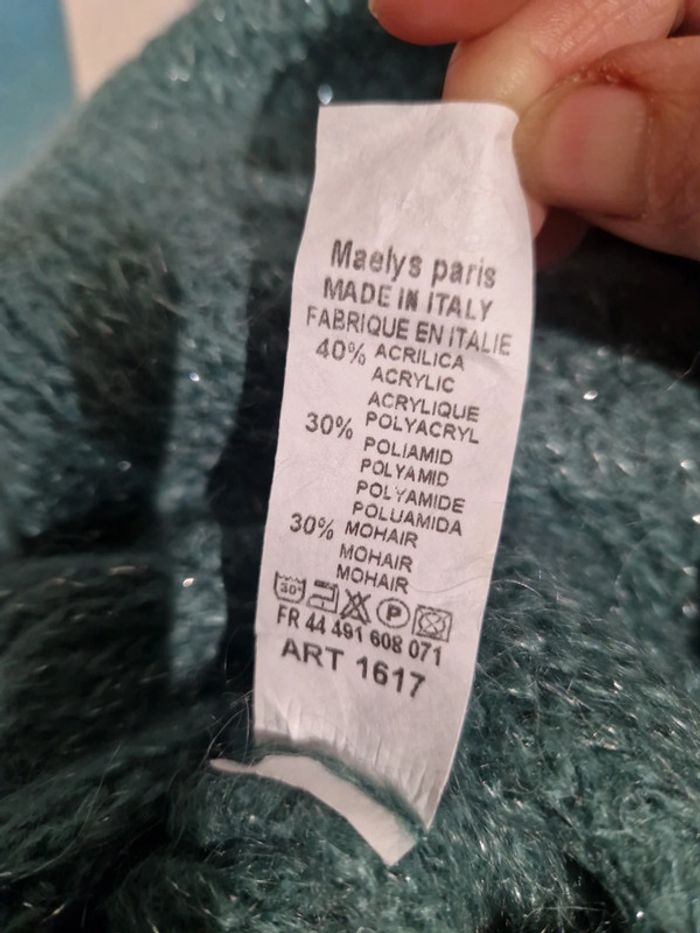 Maelys paris
MADE IN ITALY
FABRIQUE EN ITALIE
40% ACRILICA
ACRYLIC
ACRYLIQUE
30% POLYACRYL
POLIAMID
POLYAMID
POLYAMIDE
POLUAMIDA
30% MOHAIR
MOHAIR
MOHAIR
30° P
FR 44 491 608 071
ART 1617